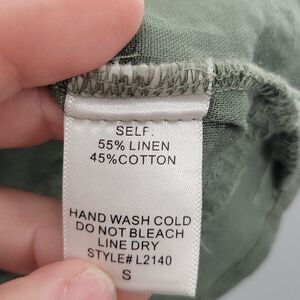 SELF:
55% LINEN
45%COTTON
HAND WASH COLD
DO NOT BLEACH
LINE DRY
STYLE# L2140
S